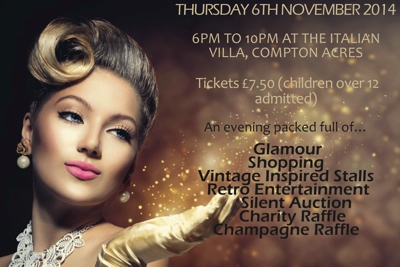 THURSDAY 6TH NOVEMBER 2014
6PM TO 10PM AT THE ITALIAN
VILLA, COMPTON ACRES
Tickets £7.50 (children over 12
admitted)
An evening packed full of...
Glamour
Shopping
Vintage Inspired Stalls
Retro Entertainment
Silent Auction
Charity Raffle
Champagne Raffle